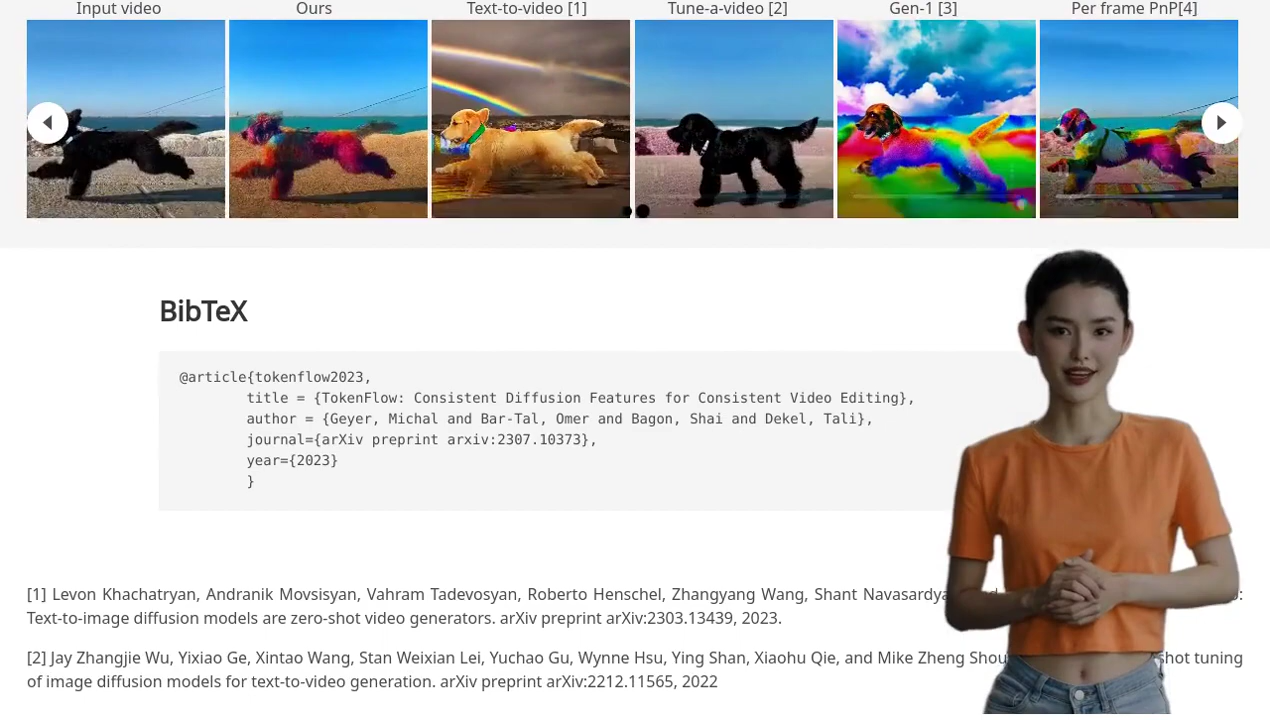 Input video Ours Text-to-video [1] Tune-a-video [2] Gen-1 [3] Per frame PnP[4]
BibTeX
@article{tokenflow2023,
title = {TokenFlow: Consistent Diffusion Features for Consistent Video Editing},
author = {Geyer, Michal and Bar-Tal, Omer and Bagon, Shai and Dekel, Tali},
journal={arXiv preprint arxiv:2307.10373},
year={2023}
}
[1] Levon Khachatryan, Andranik Movsisyan, Vahram Tadevosyan, Roberto Henschel, Zhangyang Wang, Shant
Text-to-image diffusion models are zero-shot video generators. arXiv preprint arXiv:2303.13439, 2023.
[2] Jay Zhangjie Wu, Yixiao Ge, Xintao Wang, Stan Weixian Lei, Yuchao Gu, Wynne Hsu, Ying Shan, Xiaohu Qie, and Mike Zheng Shou tuning
of image diffusion models for text-to-video generation. arXiv preprint arXiv:2212.11565, 2022